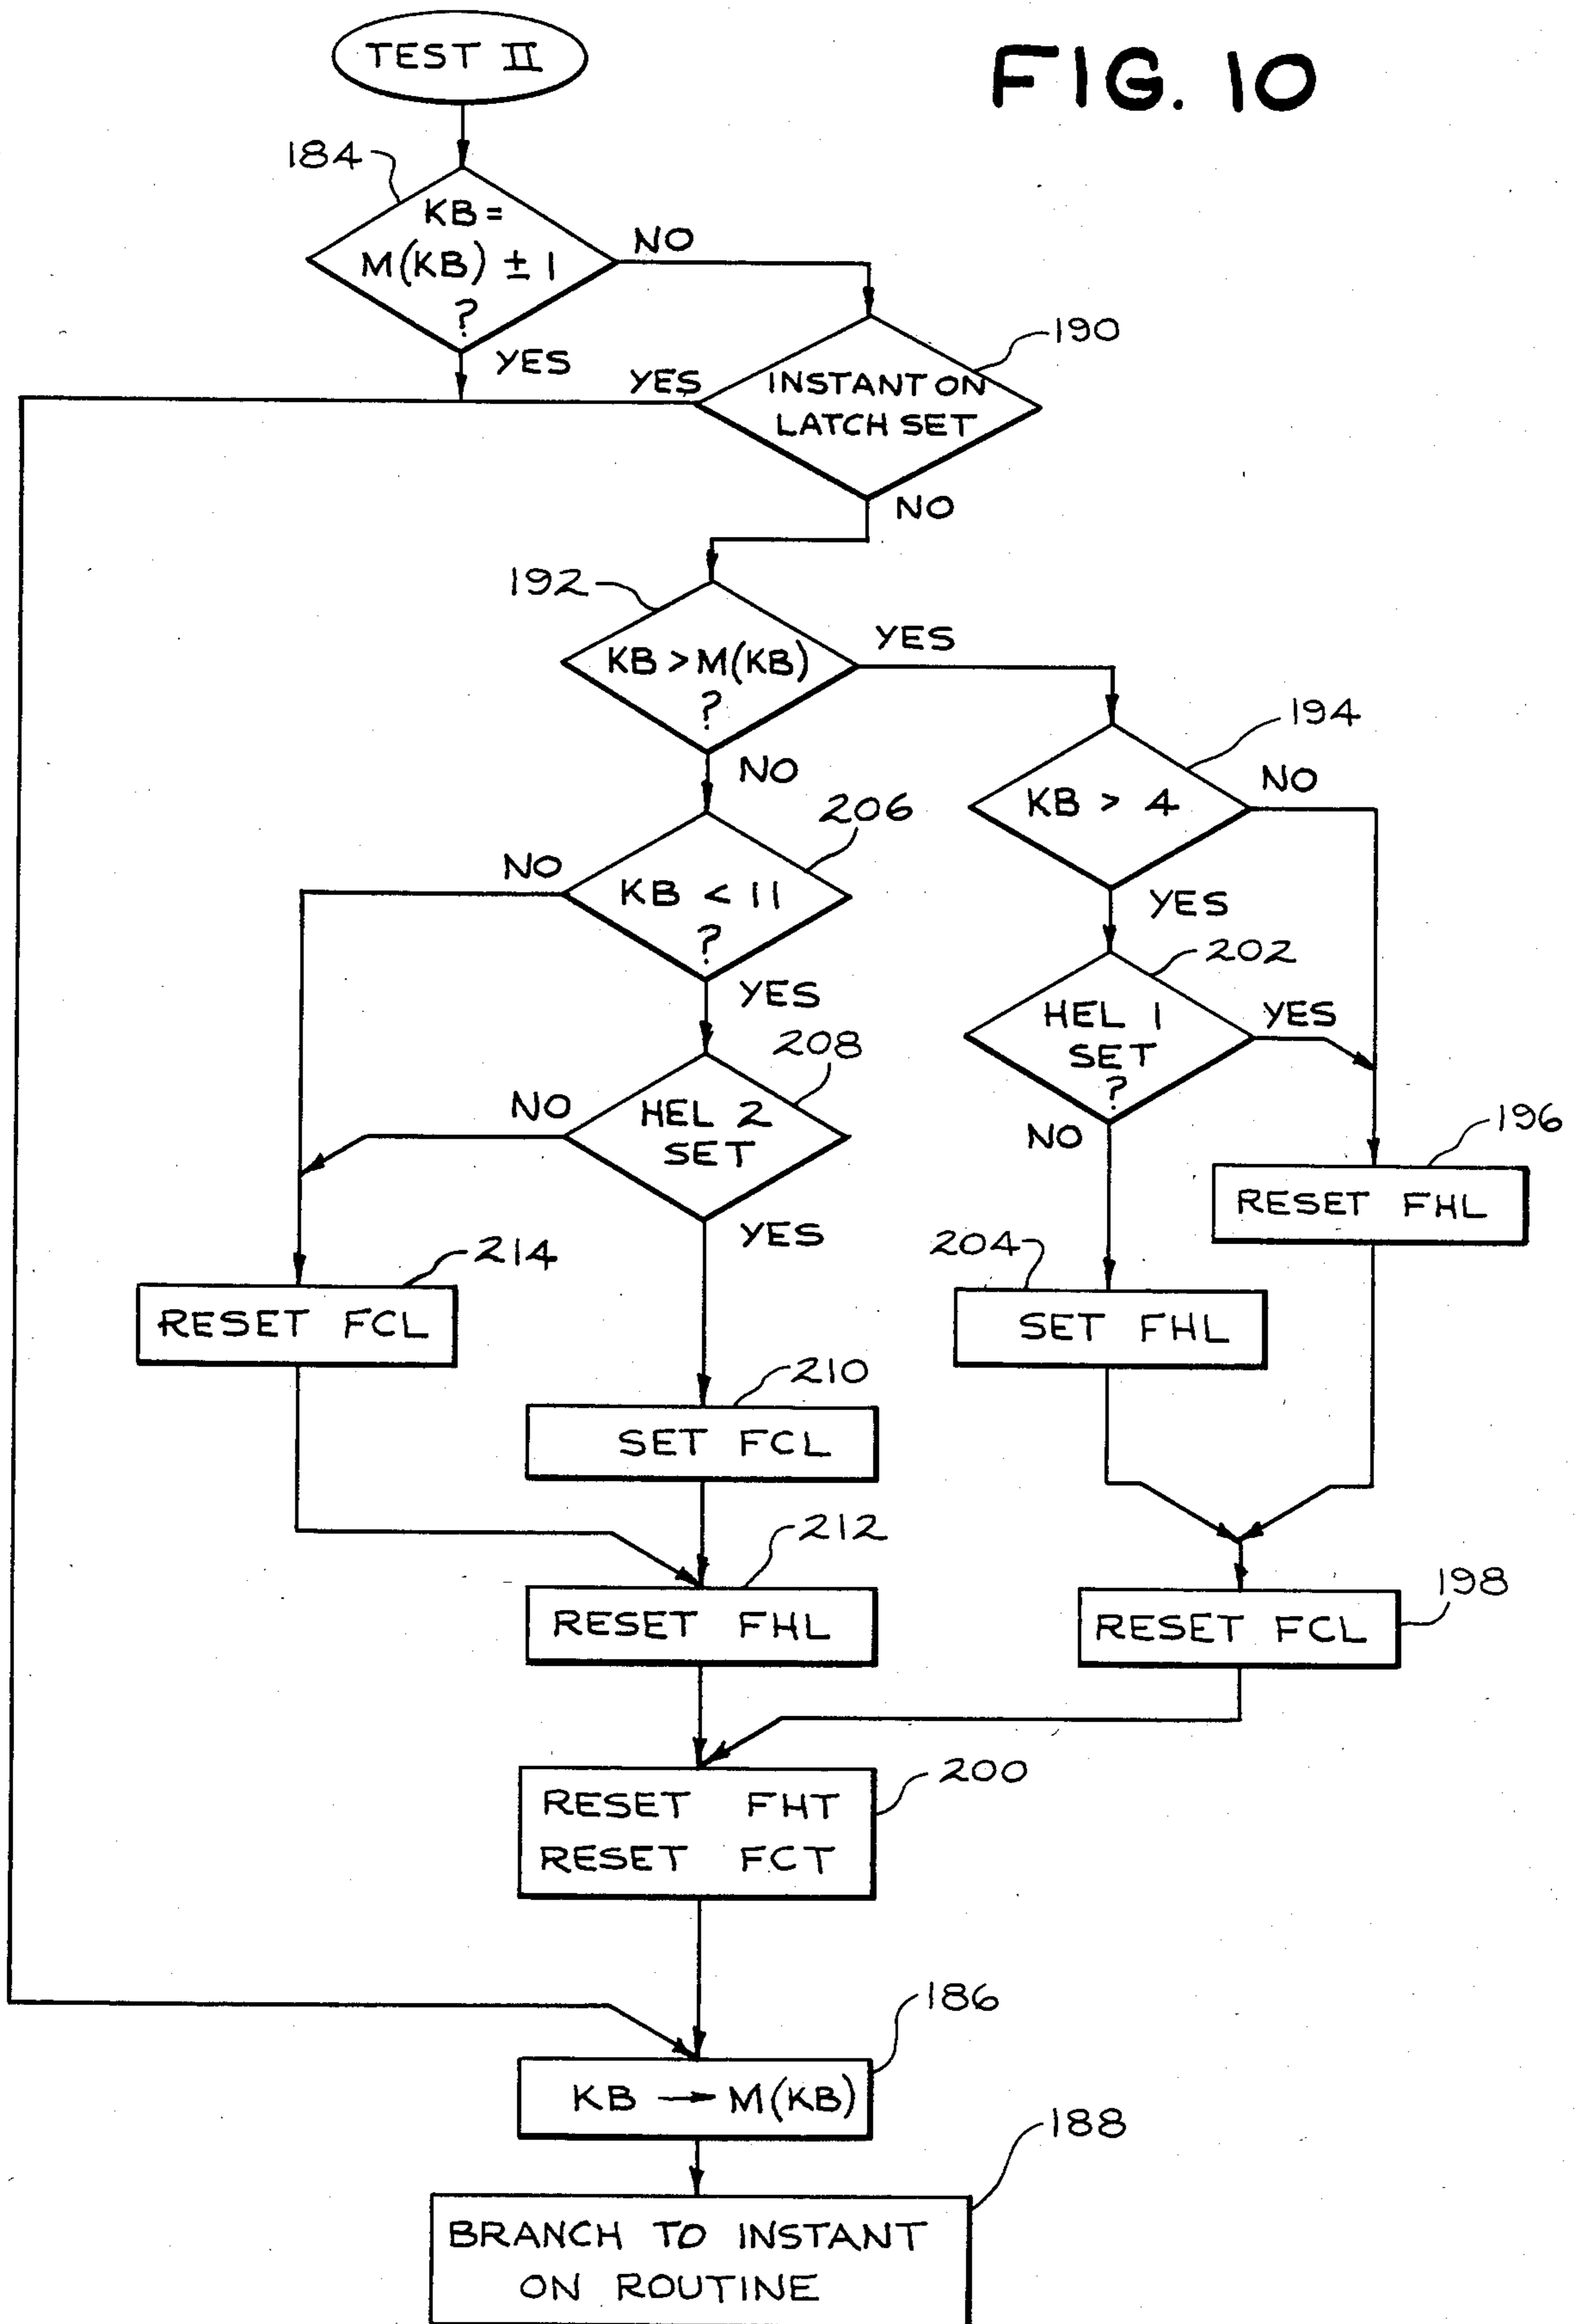 TEST II
FIG. 10
184
KB =
M(KB) ± 1
?
NO
YES
190
YES
INSTANT ON
LATCH SET
NO
192
KB > M(KB)
?
YES
NO
194
KB > 4
NO
YES
206
NO
KB < 11
?
YES
202
HEL 1
SET
?
YES
NO
208
NO
HEL 2
SET
YES
196
RESET FHL
204
SET FHL
214
RESET FCL
210
SET FCL
212
RESET FHL
198
RESET FCL
200
RESET FHT
RESET FCT
186
KB → M(KB)
188
BRANCH TO INSTANT
ON ROUTINE